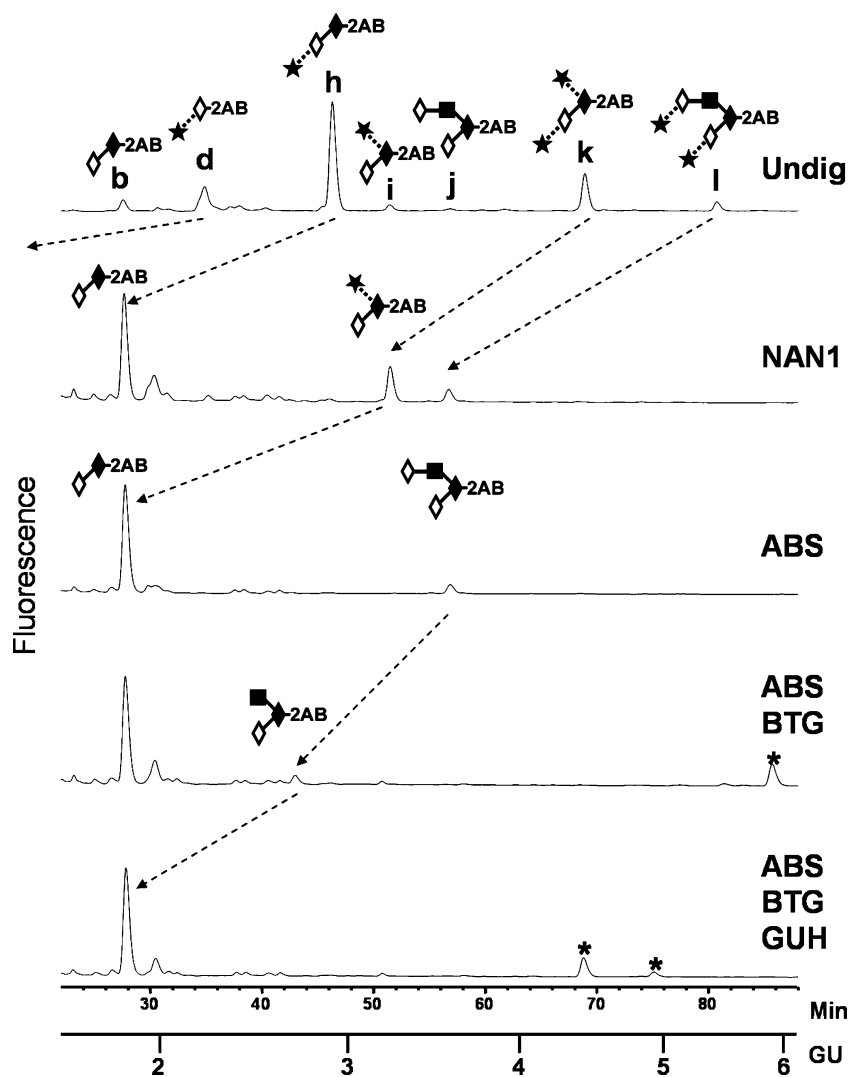 2AB
2AB
h
2AB
d
2AB
b
i
2AB
2AB
j
2AB
k
2AB
l
Undig
2AB
2AB
NAN1
Fluorescence
2AB
2AB
ABS
2AB
ABS
BTG
*
ABS
BTG
GUH
*
*
30
40
50
60
70
80
Min
2
3
4
5
6
GU